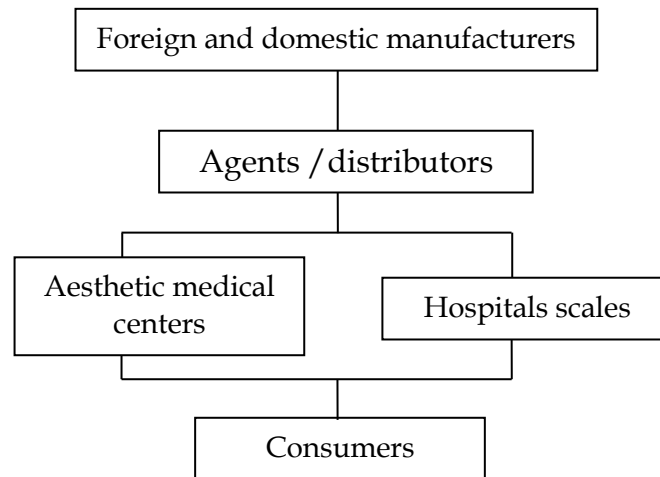 Foreign and domestic manufacturers
Agents / distributors
Aesthetic medical
centers
Hospitals scales
Consumers